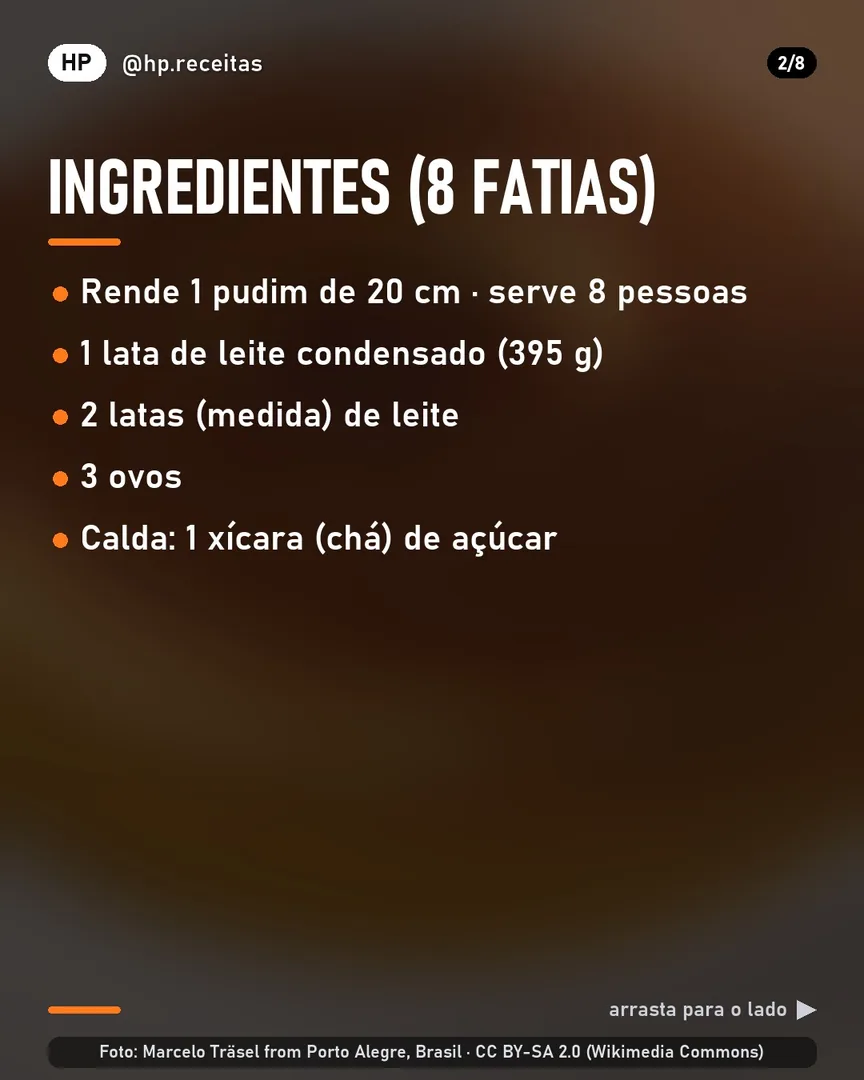 HP @hp.receitas 2/8
INGREDIENTES (8 FATIAS)
• Rende 1 pudim de 20 cm · serve 8 pessoas
• 1 lata de leite condensado (395 g)
• 2 latas (medida) de leite
• 3 ovos
• Calda: 1 xícara (chá) de açúcar
arrasta para o lado ▶
Foto: Marcelo Träsel from Porto Alegre, Brasil · CC BY-SA 2.0 (Wikimedia Commons)